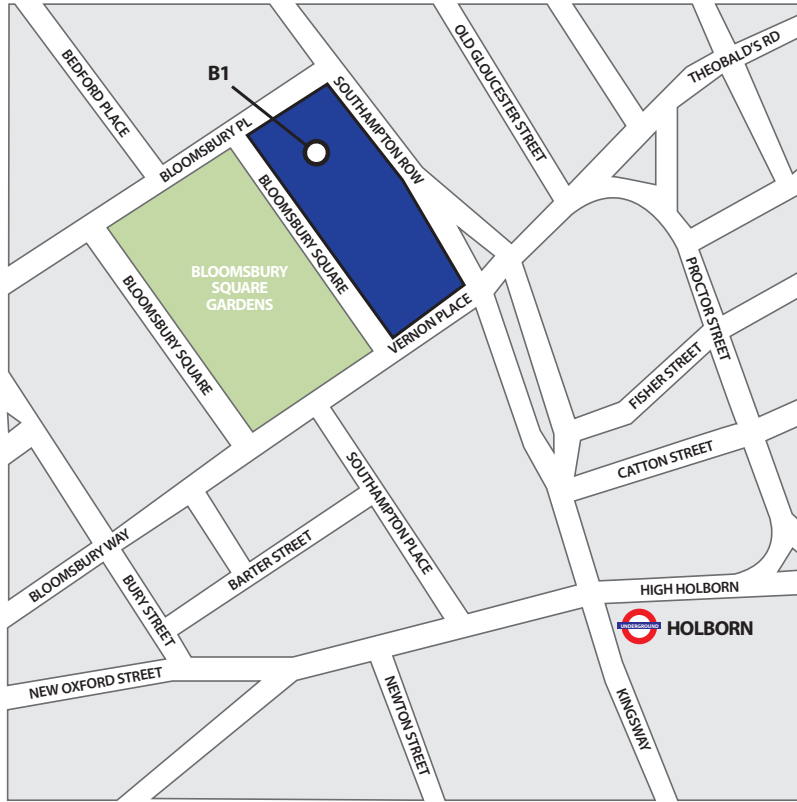 BEDFORD PLACE
OLD GLOUCESTER STREET
THEOBALD'S RD
B1
SOUTHAMPTON ROW
BLOOMSBURY PL
BLOOMSBURY SQUARE
BLOOMSBURY
SQUARE
GARDENS
BLOOMSBURY SQUARE
VERNON PLACE
PROCTOR STREET
FISHER STREET
CATTON STREET
SOUTHAMPTON PLACE
BLOOMSBURY WAY
BARTER STREET
BURY STREET
HIGH HOLBORN
UNDERGROUND
HOLBORN
NEW OXFORD STREET
NEWTON STREET
KINGSWAY